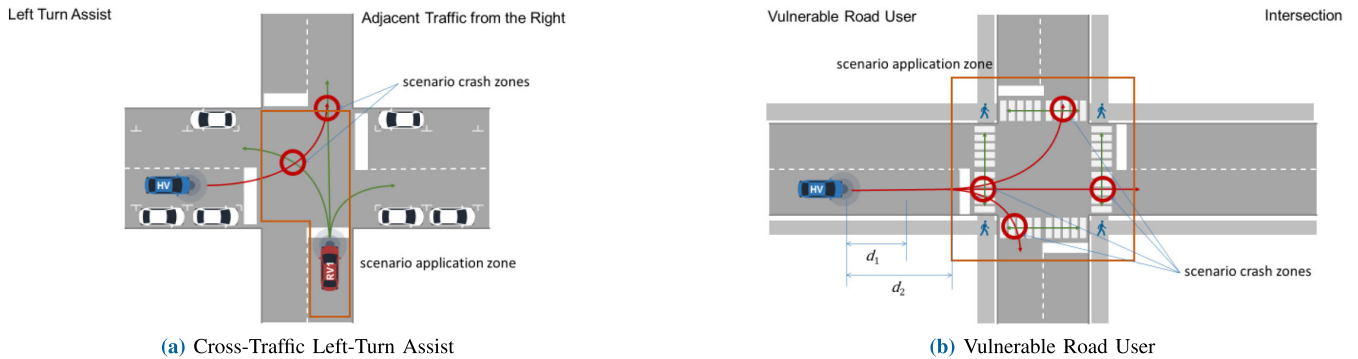 Left Turn Assist
Adjacent Traffic from the Right
scenario crash zones
HV
RV1
scenario application zone
(a) Cross-Traffic Left-Turn Assist
Vulnerable Road User
Intersection
scenario application zone
HV
d1
d2
scenario crash zones
(b) Vulnerable Road User